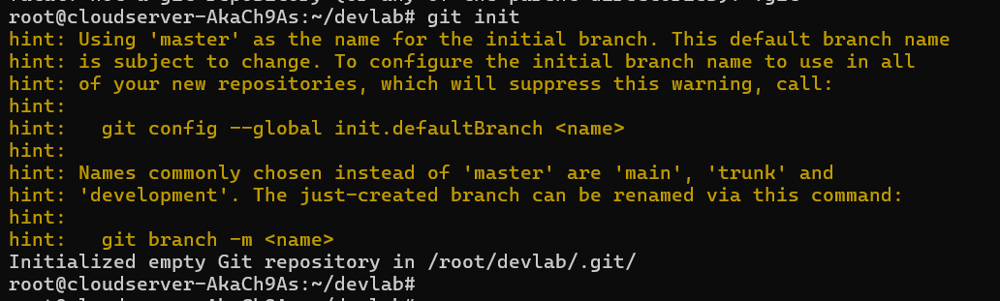 root@cloudserver-AkaCh9As:~/devlab# git init
hint: Using 'master' as the name for the initial branch. This default branch name
hint: is subject to change. To configure the initial branch name to use in all
hint: of your new repositories, which will suppress this warning, call:
hint:
hint:   git config --global init.defaultBranch <name>
hint:
hint: Names commonly chosen instead of 'master' are 'main', 'trunk' and
hint: 'development'. The just-created branch can be renamed via this command:
hint:
hint:   git branch -m <name>
Initialized empty Git repository in /root/devlab/.git/
root@cloudserver-AkaCh9As:~/devlab#